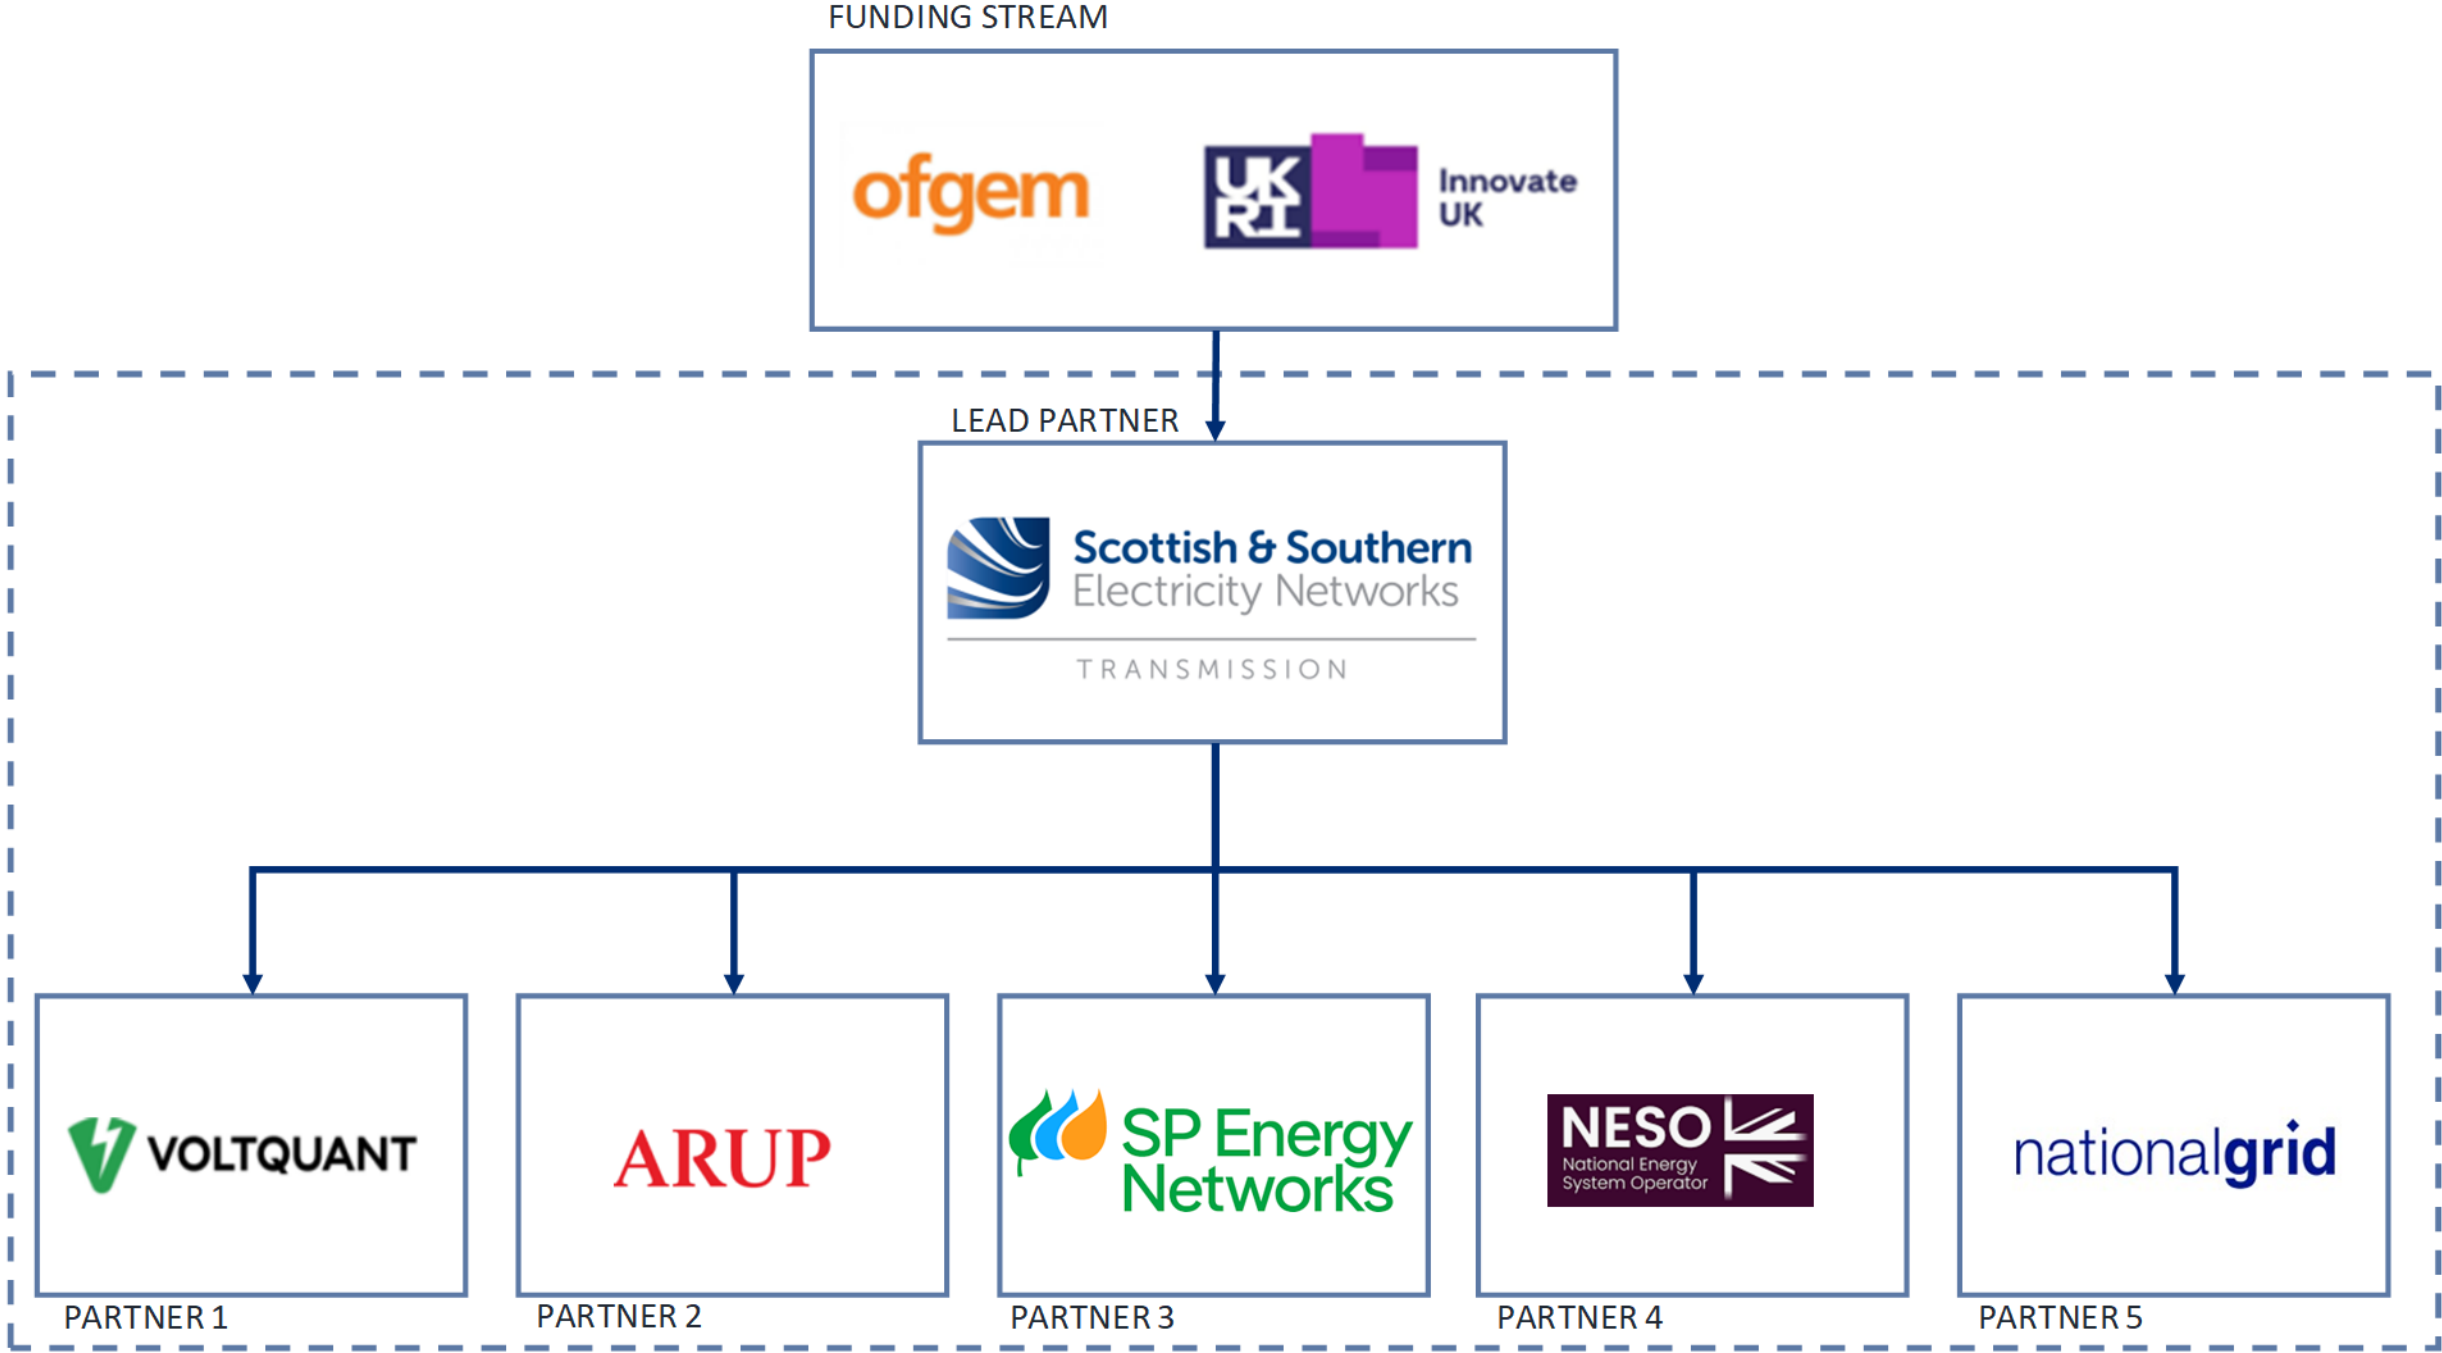 FUNDING STREAM
ofgem
UK
RI
Innovate
UK
LEAD PARTNER
Scottish & Southern
Electricity Networks
TRANSMISSION
VOLTQUANT
ARUP
SP Energy
Networks
NESO
National Energy
System Operator
nationalgrid
PARTNER 1
PARTNER 2
PARTNER 3
PARTNER 4
PARTNER 5